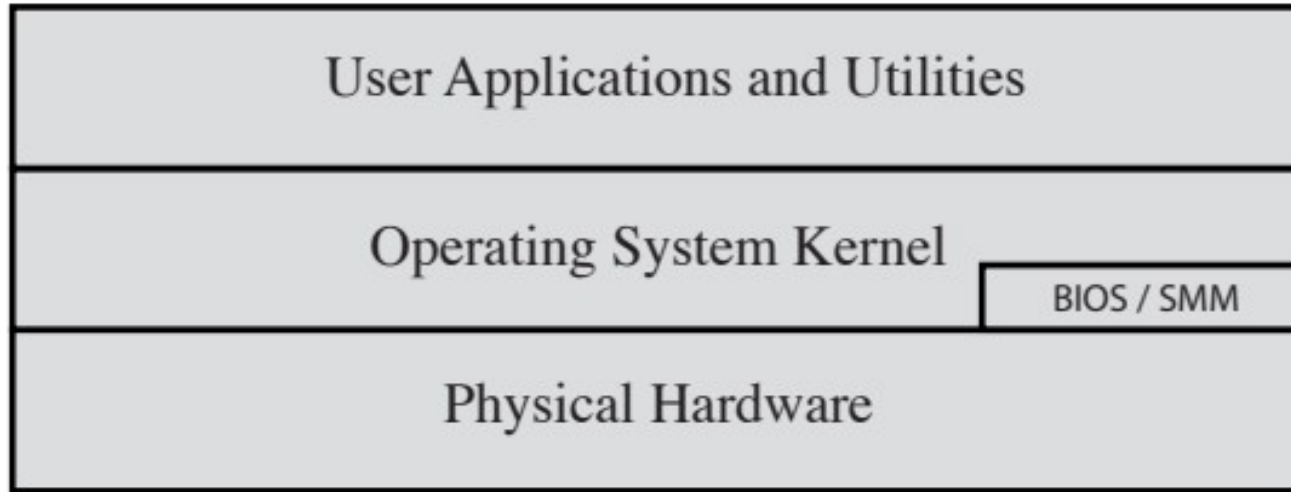 User Applications and Utilities
Operating System Kernel
BIOS / SMM
Physical Hardware